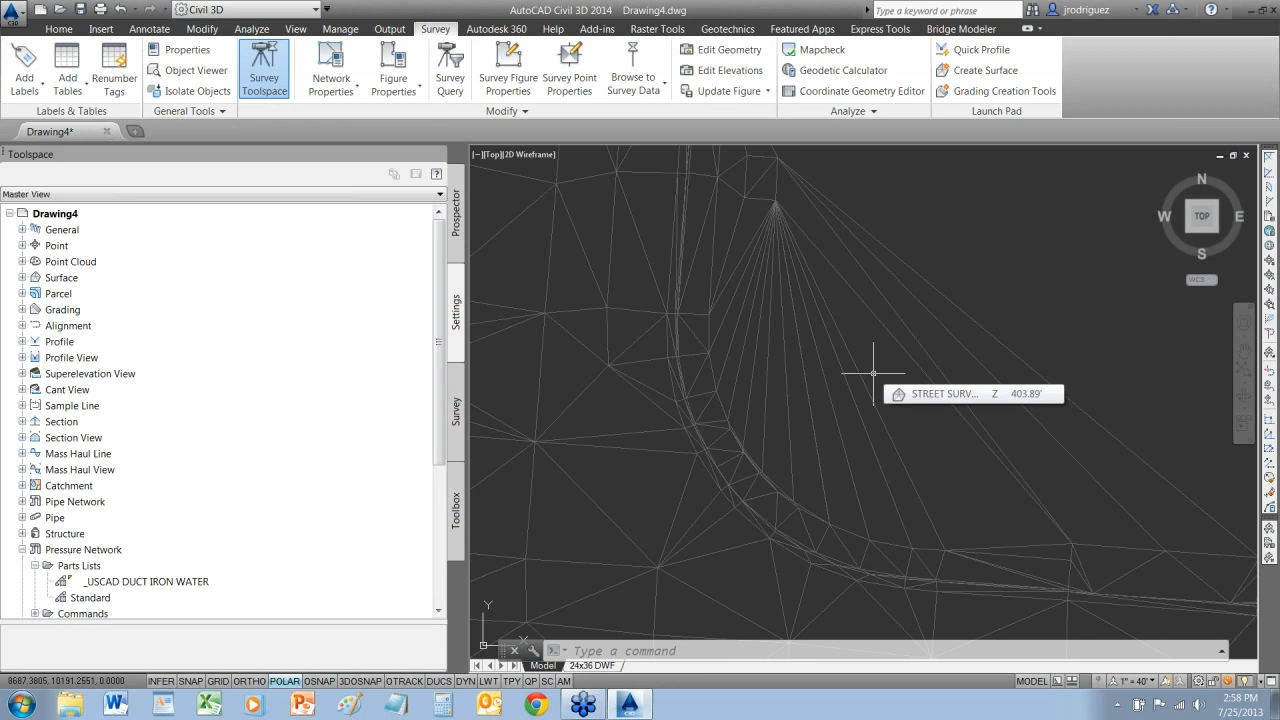 Civil 3D
AutoCAD Civil 3D 2014 Drawing4.dwg
Type a keyword or phrase
jrodriguez
C3D
Home Insert Annotate Modify Analyze View Manage Output Survey Autodesk 360 Help Add-ins Raster Tools Geotechnics Featured Apps Express Tools Bridge Modeler
Add Labels
Add Tables
Renumber Tags
Properties
Object Viewer
Isolate Objects
Survey Toolspace
Network Properties
Figure Properties
Survey Query
Survey Figure Properties
Survey Point Properties
Browse to Survey Data
Edit Geometry
Edit Elevations
Update Figure
Mapcheck
Geodetic Calculator
Coordinate Geometry Editor
Quick Profile
Create Surface
Grading Creation Tools
Labels & Tables General Tools Modify Analyze Launch Pad
Drawing4*
Toolspace
Master View
Drawing4
General
Point
Point Cloud
Surface
Parcel
Grading
Alignment
Profile
Profile View
Superelevation View
Cant View
Sample Line
Section
Section View
Mass Haul Line
Mass Haul View
Catchment
Pipe Network
Pipe
Structure
Pressure Network
Parts Lists
_USCAD DUCT IRON WATER
Standard
Commands
Prospector
Settings
Survey
Toolbox
[−][Top][2D Wireframe]
N
W TOP E
S
WCS
STREET SURV... Z 403.89'
Y
X
Type a command
Model 24x36 DWF
8687.3805, 10191.2551, 0.0000 INFER SNAP GRID ORTHO POLAR OSNAP 3DOSNAP OTRACK DUCS DYN LWT TPY QP SC AM MODEL 1" = 40'
2:58 PM
7/25/2013